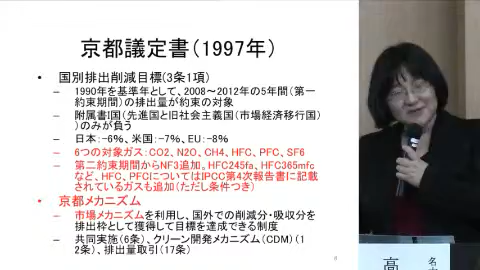 京都議定書(1997年)
• 国別排出削減目標(3条1項)
– 1990年を基準年として、2008~2012年の5年間(第一
約束期間)の排出量が約束の対象
– 附属書I国(先進国と旧社会主義国(市場経済移行国)
)のみが負う
– 日本:-6%、米国:-7%、EU:-8%
– 6つの対象ガス:CO2、N2O、CH4、HFC、PFC、SF6
– 第二約束期間からNF3追加。HFC245fa、HFC365mfc
など、HFC、PFCについてはIPCC第4次報告書に記載
されているガスも追加(ただし条件つき)
• 京都メカニズム
– 市場メカニズムを利用し、国外での削減分・吸収分を
排出枠として獲得して目標を達成できる制度
– 共同実施(6条)、クリーン開発メカニズム(CDM)(1
2条)、排出量取引(17条)
高
名